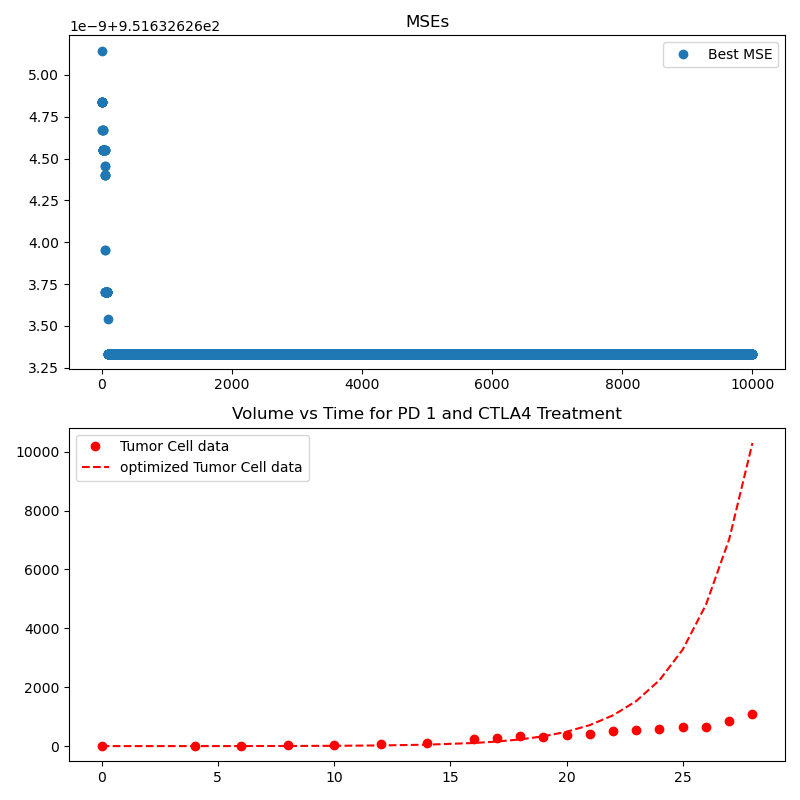 1e−9+9.51632626e2
MSEs
Best MSE
5.00
4.75
4.50
4.25
4.00
3.75
3.50
3.25
0 2000 4000 6000 8000 10000
Volume vs Time for PD 1 and CTLA4 Treatment
Tumor Cell data
optimized Tumor Cell data
10000
8000
6000
4000
2000
0
0 5 10 15 20 25